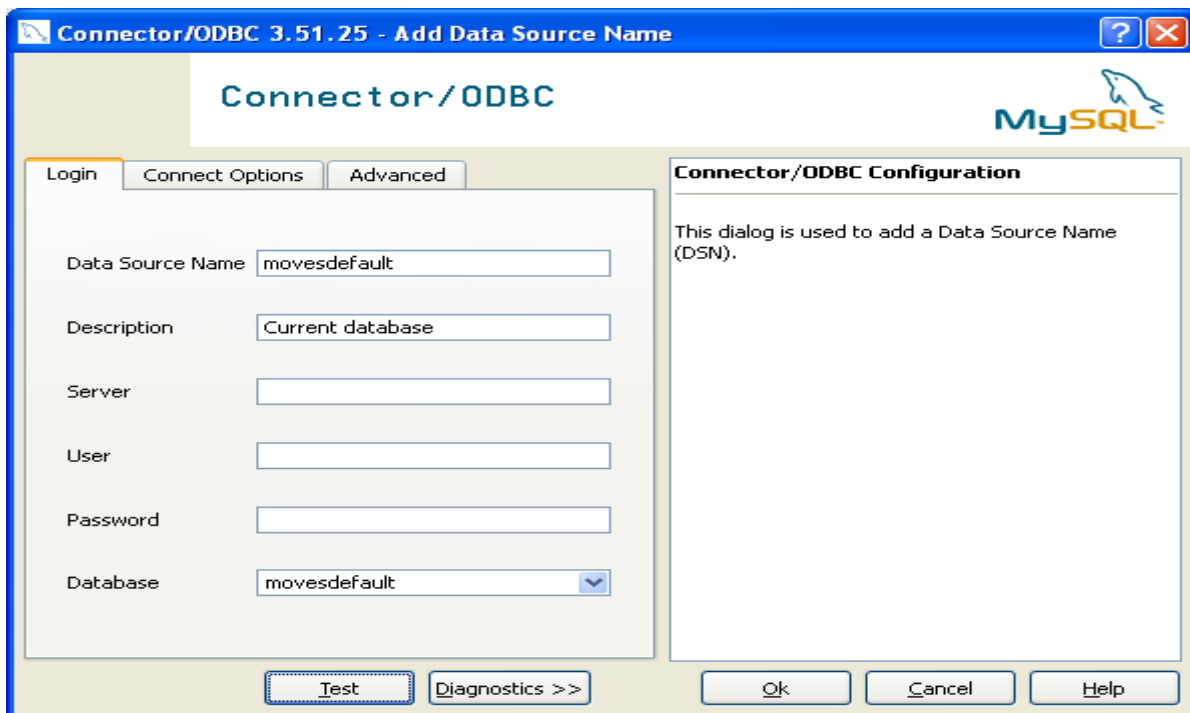 Connector/ODBC 3.51.25 - Add Data Source Name
Connector/ODBC
MySQL
Login Connect Options Advanced
Data Source Name movesdefault
Description Current database
Server
User
Password
Database movesdefault
Connector/ODBC Configuration
This dialog is used to add a Data Source Name
(DSN).
Test Diagnostics >> Ok Cancel Help